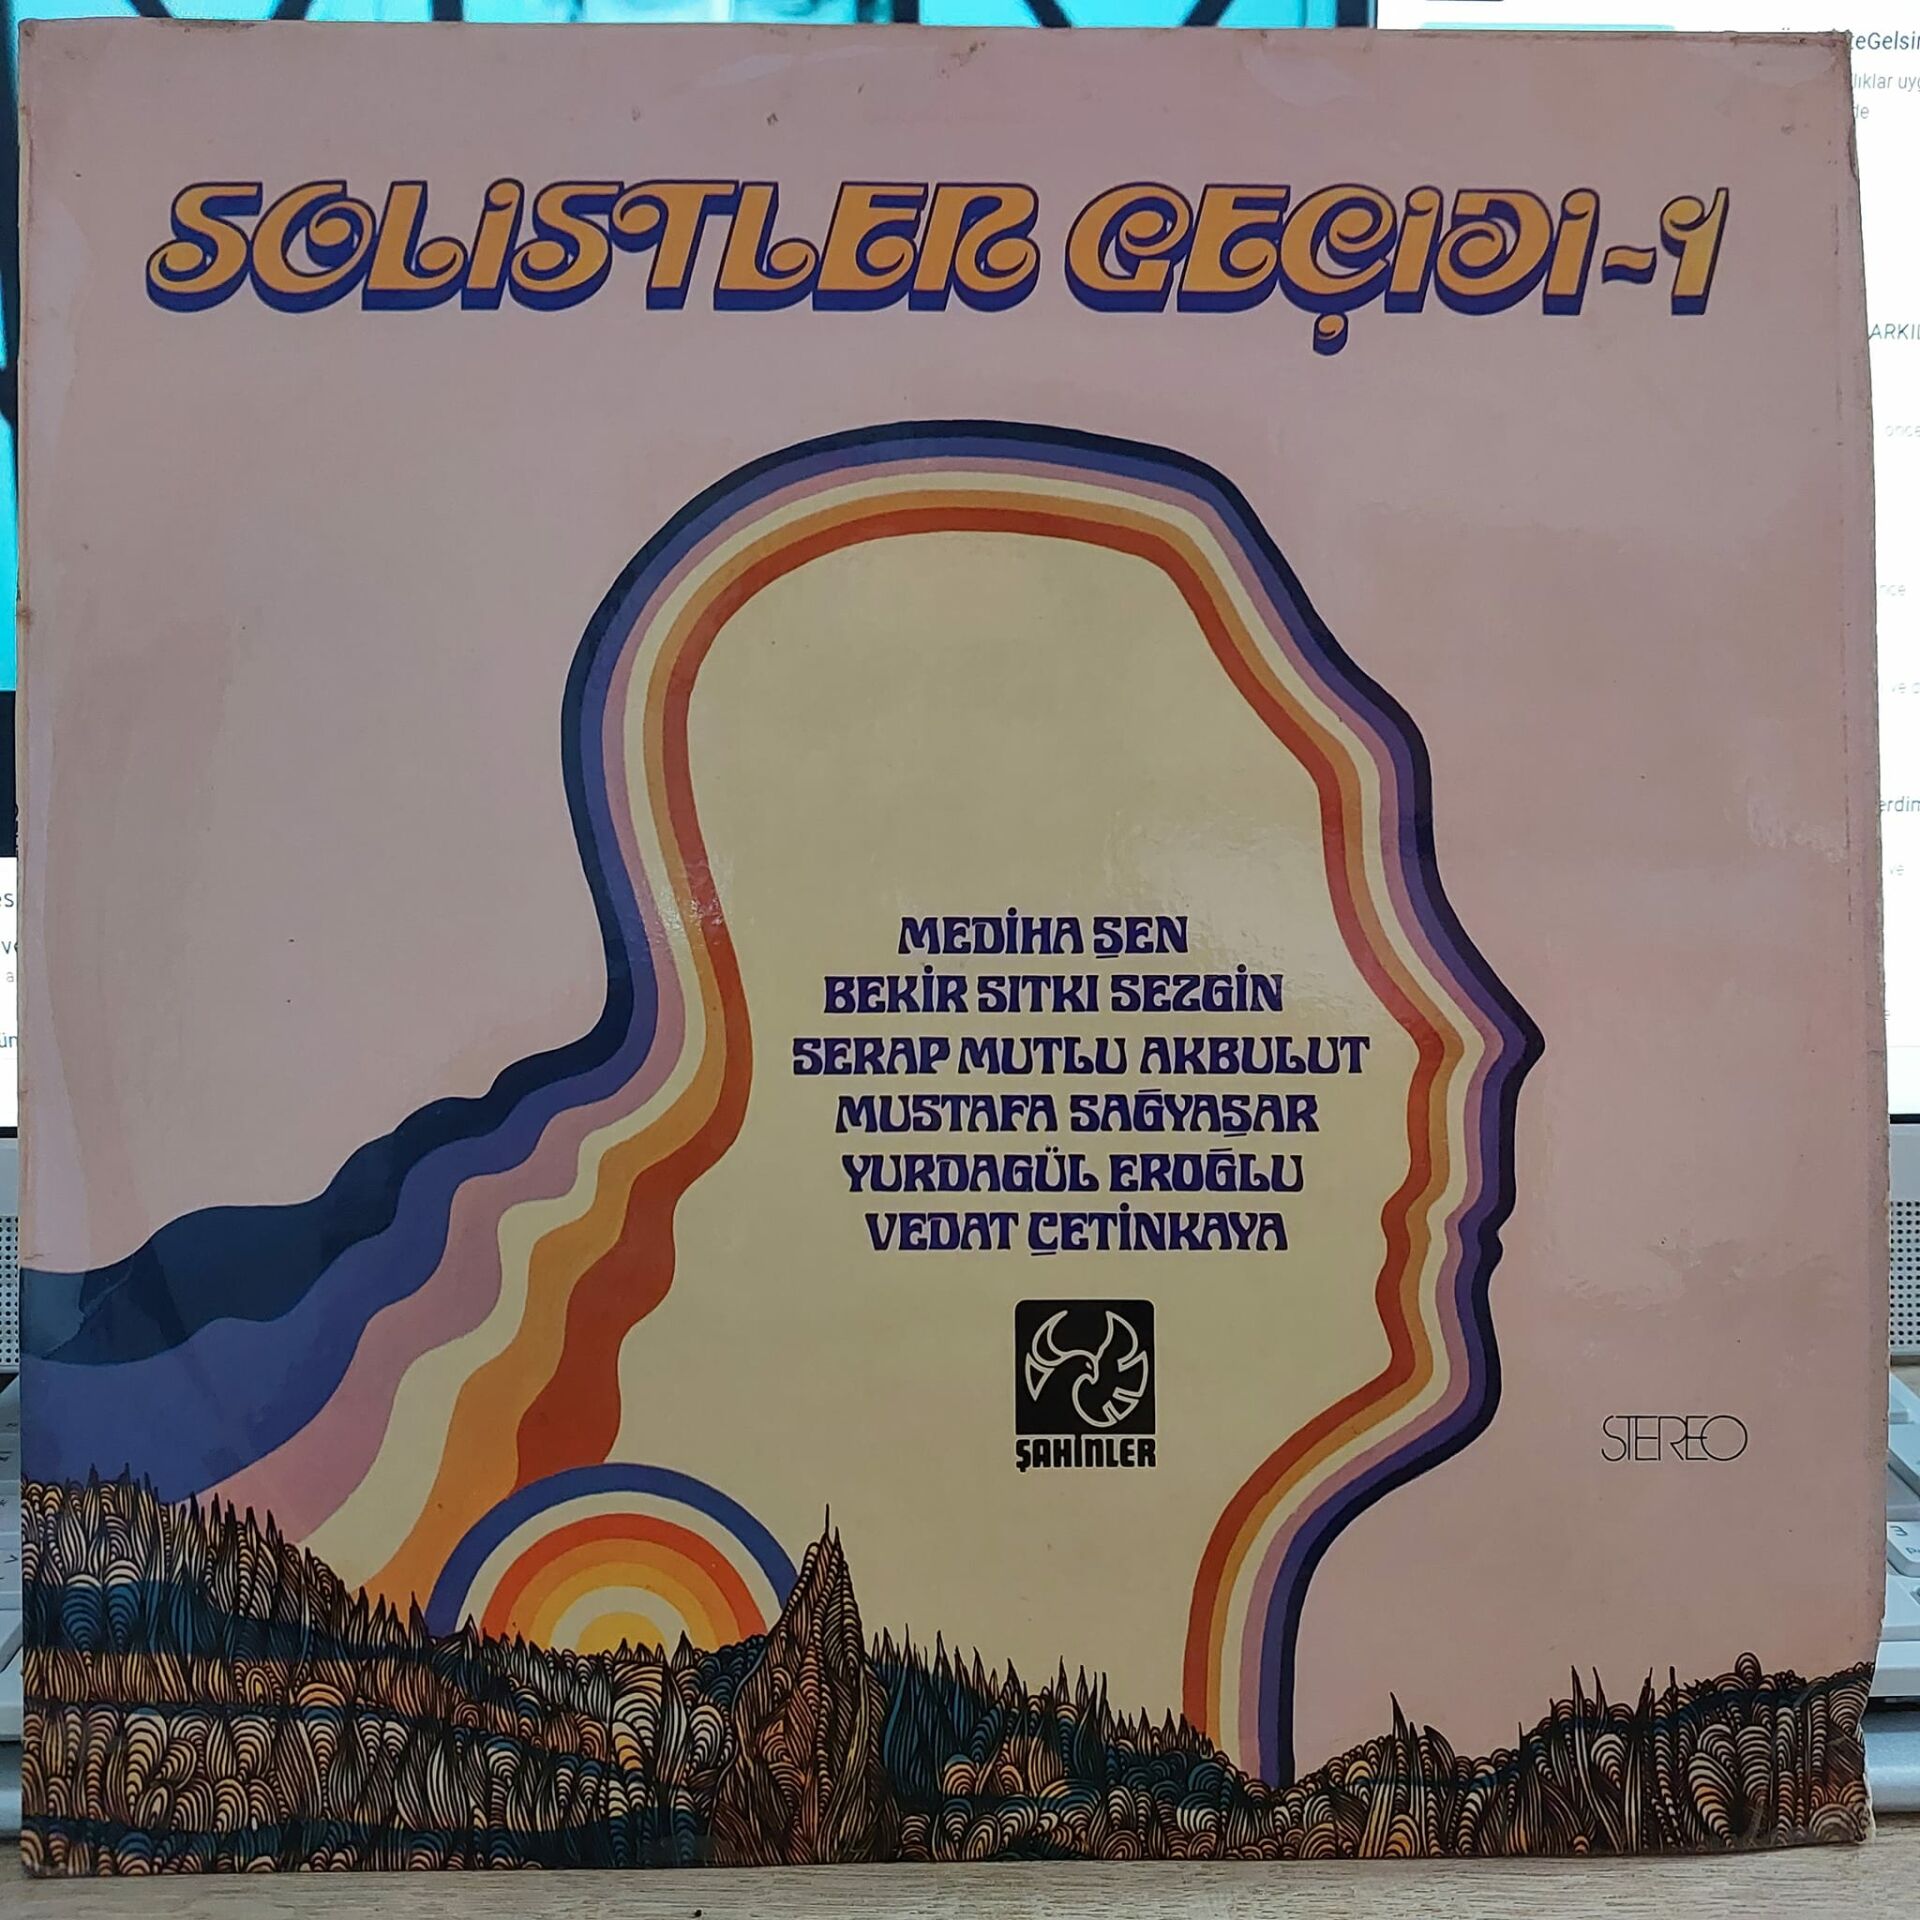 SOLİSTLER GEÇİDİ-1
MEDİHA ŞEN
BEKİR SITKI SEZGİN
SERAP MUTLU AKBULUT
MUSTAFA SAĞYAŞAR
YURDAGÜL EROĞLU
VEDAT ÇETİNKAYA
ŞAHİNLER
STEREO